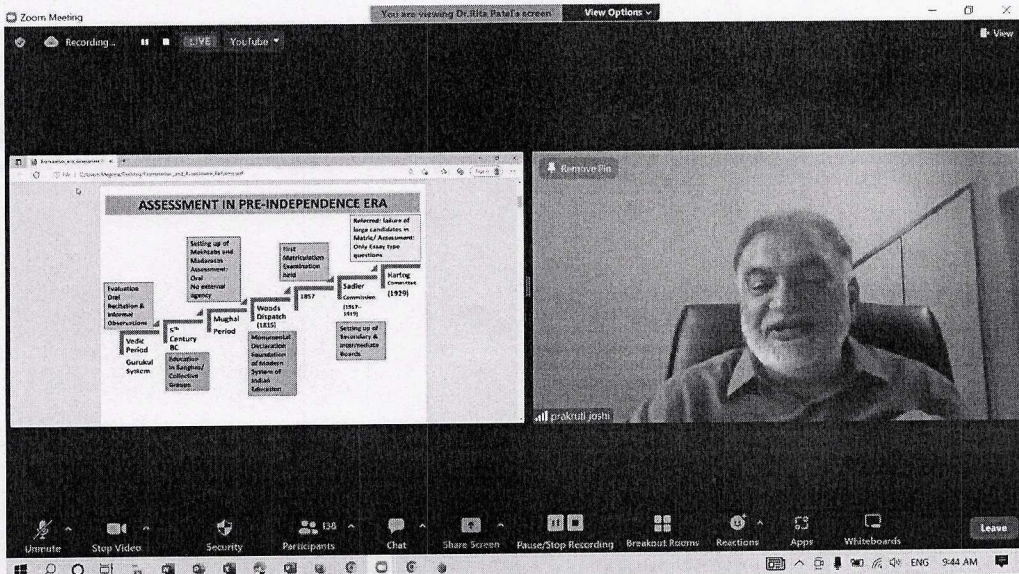 Zoom Meeting
You are viewing Dr.Rita Patel's screen
View Options
Recording...
LIVE
YouTube
View
ASSESSMENT IN PRE-INDEPENDENCE ERA
Evaluation
Oral
Recitation &
Informal
Observations
Vedic
Period
Gurukul
System
5th
Century
BC
Education
in Sanghas/
Collective
Groups
Setting up of
Makhtabs and
Madarasas
Assessment:
Oral
No external
agency
Mughal
Period
Woods
Dispatch
(1815)
Monumental
Declaration
Foundation
of Modern
System of
Indian
Education
First
Matriculation
Examination
held
1857
Sadler
Commission
(1917–
1919)
Setting up of
Secondary &
Intermediate
Boards
Referred: failure of
large candidates in
Matric/ Assessment:
Only Essay type
questions
Hartog
Committee
(1929)
Remove Pin
prakruti joshi
Unmute
Stop Video
Security
138
Participants
Chat
Share Screen
Pause/Stop Recording
Breakout Rooms
Reactions
Apps
Whiteboards
Leave
ENG
9:44 AM